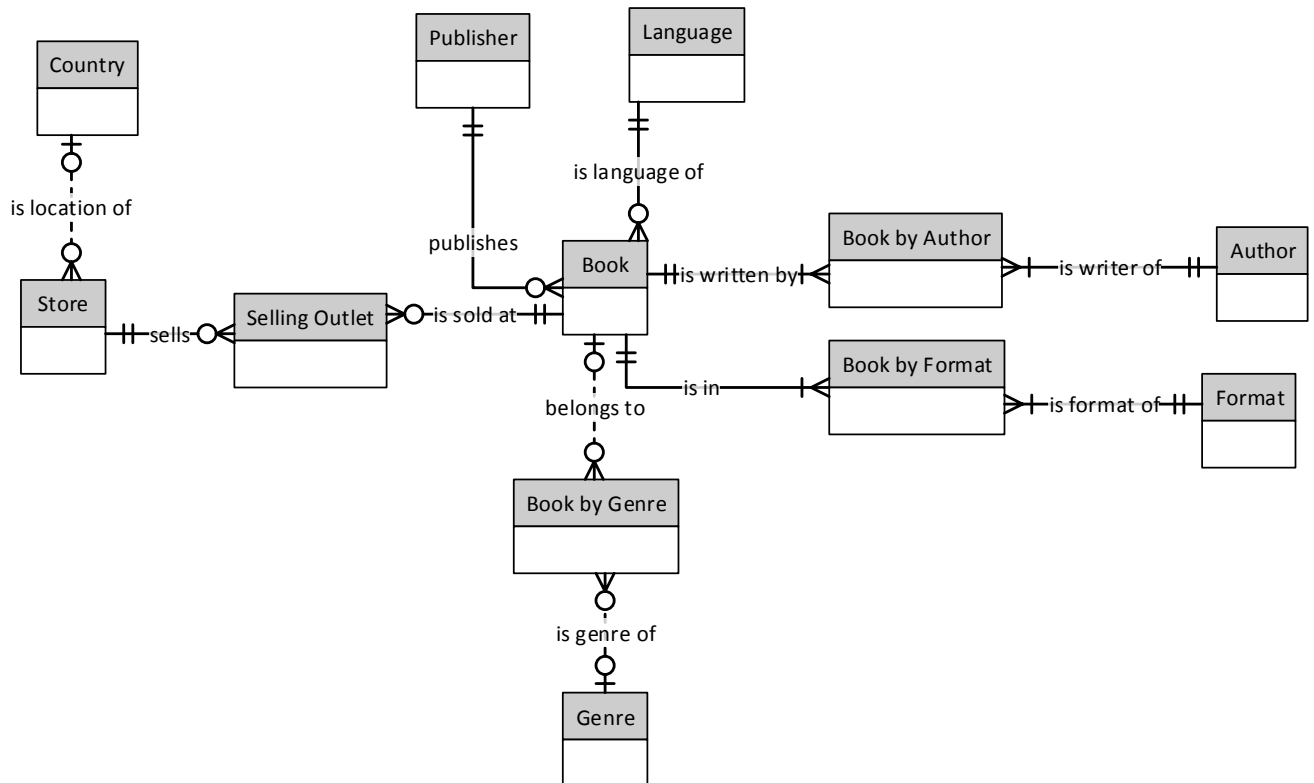 Country
Publisher
Language
is location of
is language of
publishes
Book
Book by Author
is written by
is writer of
Author
Store
sells
Selling Outlet
is sold at
Book by Format
is in
is format of
Format
belongs to
Book by Genre
is genre of
Genre